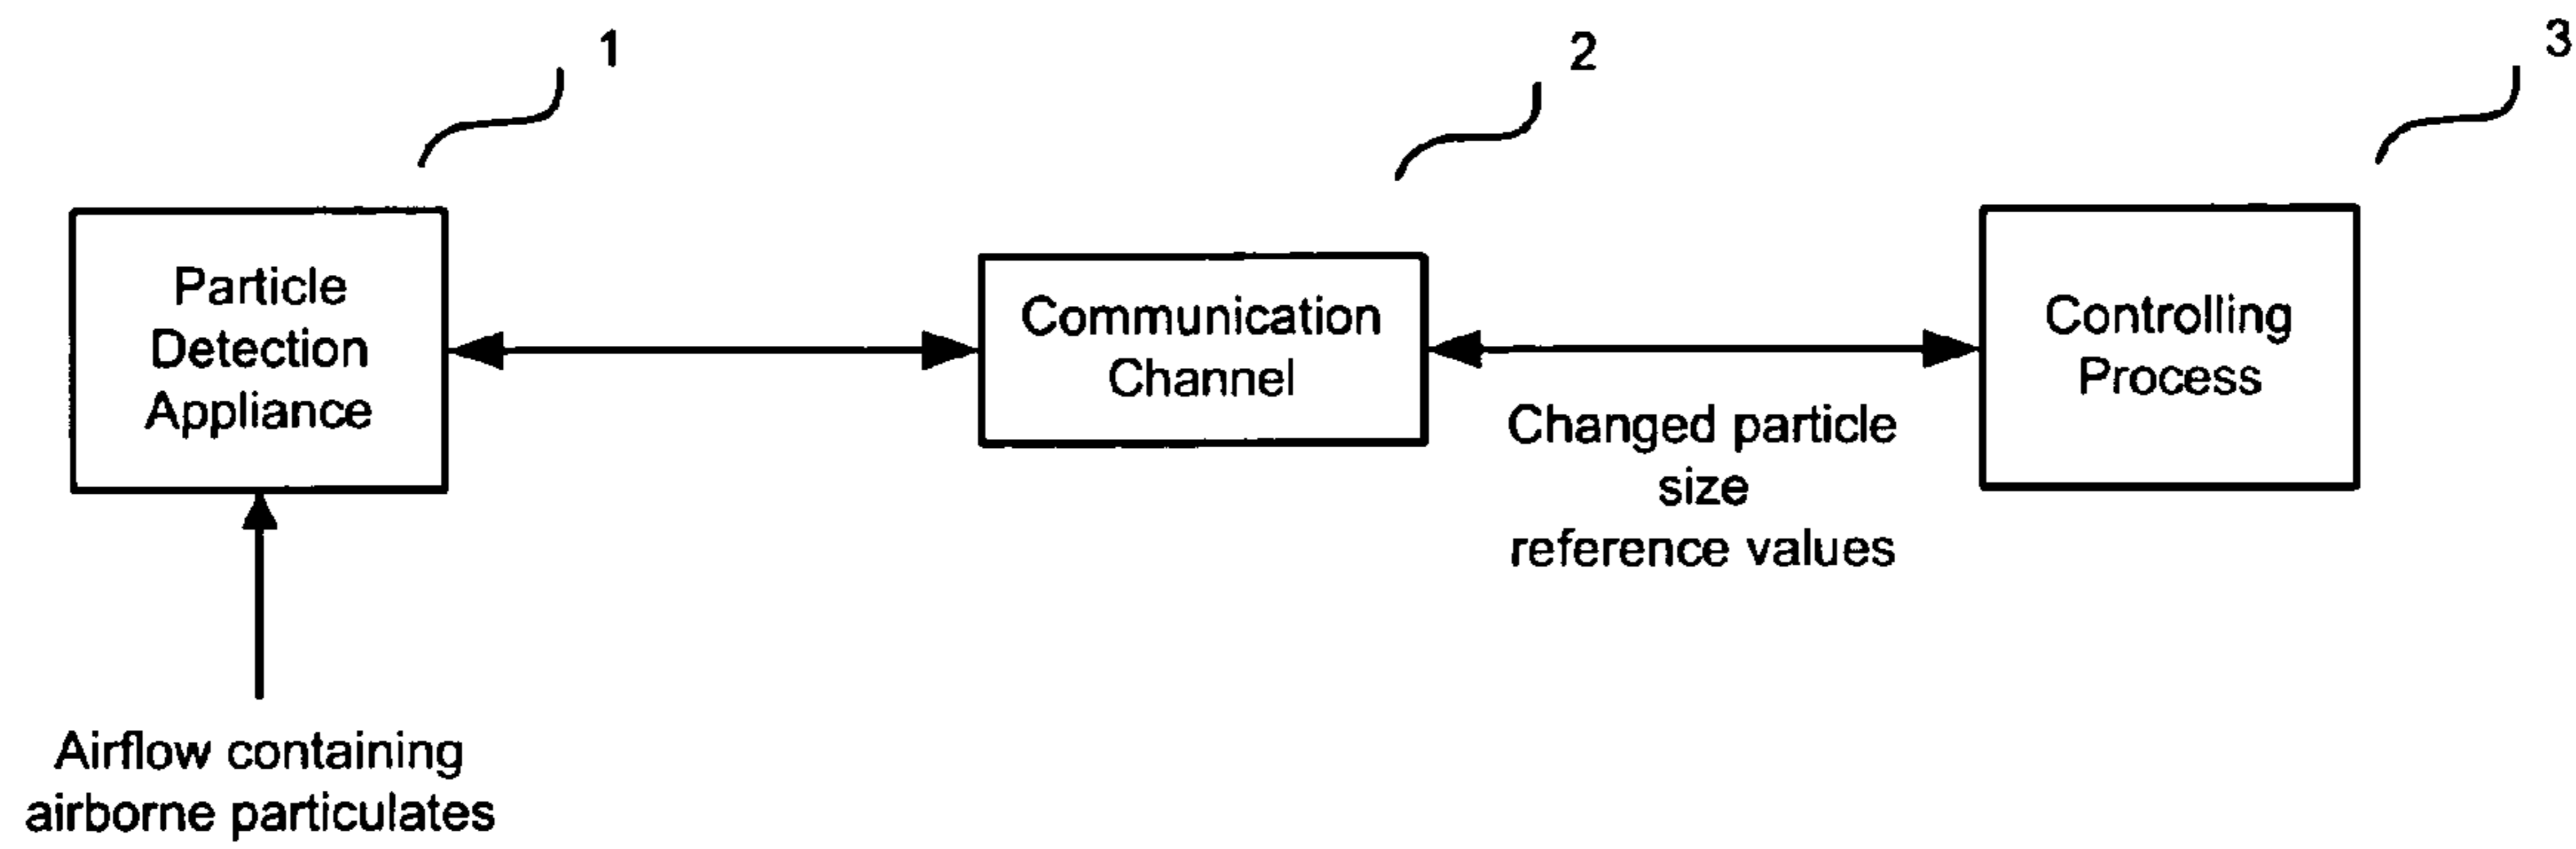 1
2
3
Particle
Detection
Appliance
Communication
Channel
Controlling
Process
Changed particle
size
reference values
Airflow containing
airborne particulates